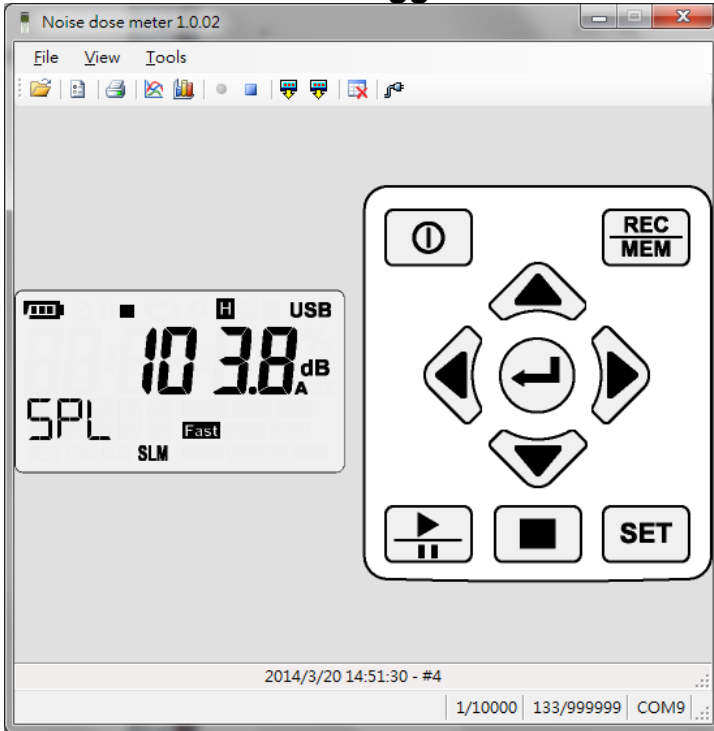 Noise dose meter 1.0.02
File View Tools
REC
MEM
H USB
103.8 dB
A
SPL Fast
SLM
SET
2014/3/20 14:51:30 - #4
1/10000 133/999999 COM9